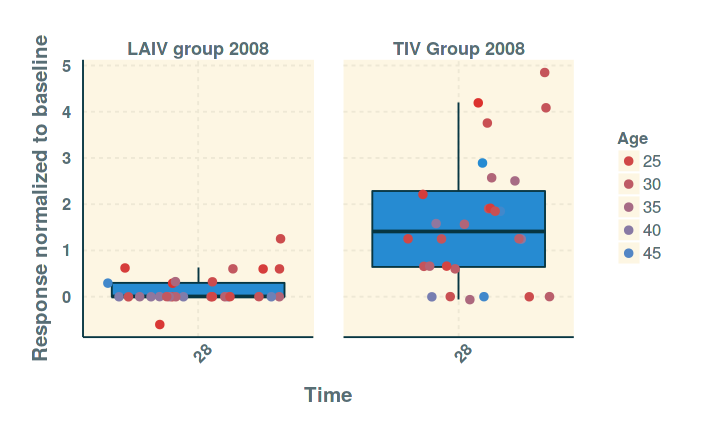 LAIV group 2008
TIV Group 2008
Response normalized to baseline
5
4
3
2
1
0
28
28
Time
Age
25
30
35
40
45